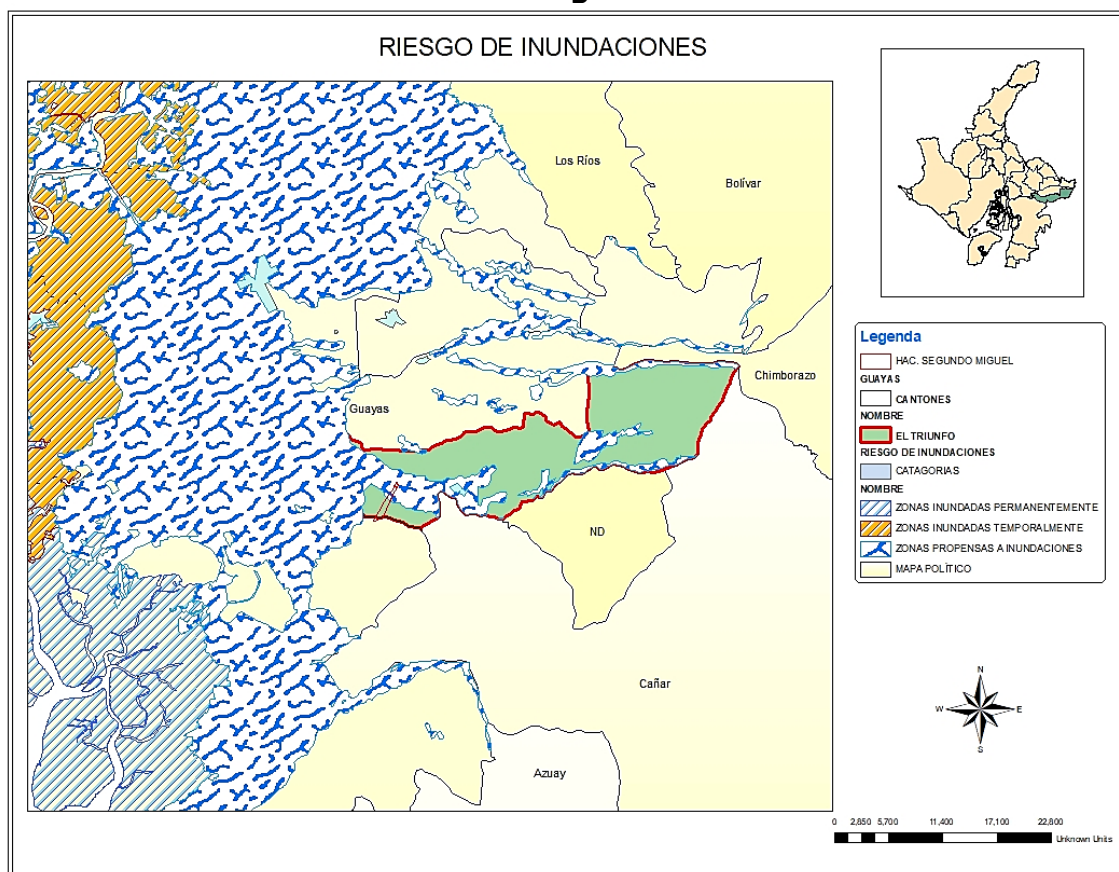 RIESGO DE INUNDACIONES
Los Ríos
Bolívar
Chimborazo
Guayas
ND
Cañar
Azuay
Legenda
HAC. SEGUNDO MIGUEL
GUAYAS
CANTONES
NOMBRE
EL TRIUNFO
RIESGO DE INUNDACIONES
CATAGORIAS
NOMBRE
ZONAS INUNDADAS PERMANENTEMENTE
ZONAS INUNDADAS TEMPORALMENTE
ZONAS PROPENSAS A INUNDACIONES
MAPA POLÍTICO
N
W E
S
0 2,850 5,700 11,400 17,100 22,800
Unknown Units